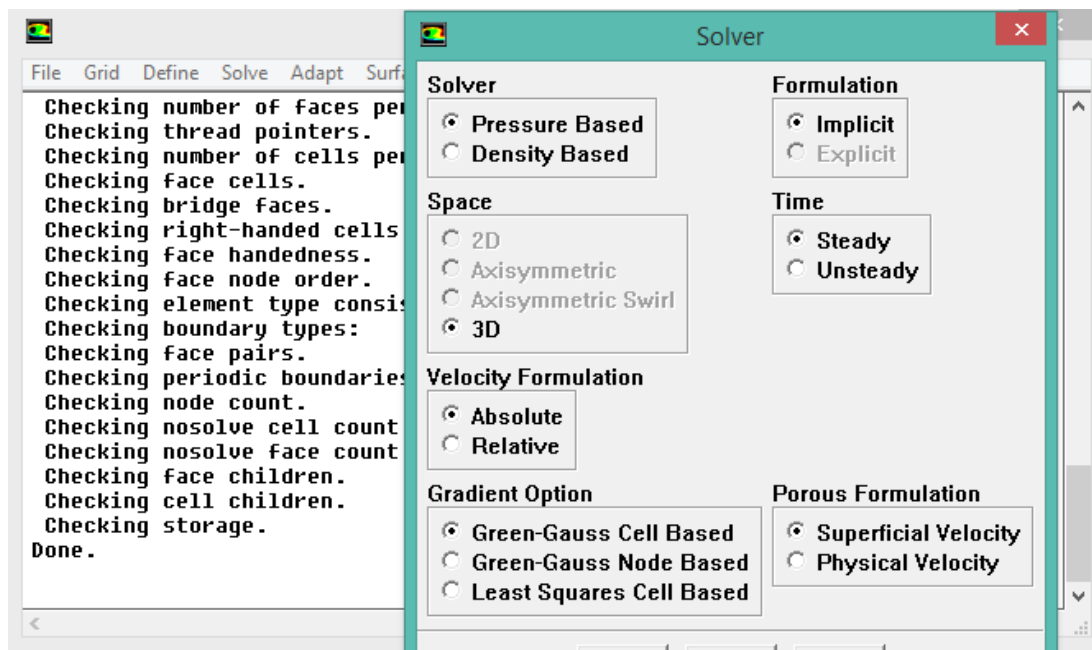 Solver
File Grid Define Solve Adapt
Checking number of faces
Checking thread pointers.
Checking number of cells
Checking face cells.
Checking bridge faces.
Checking right-handed cells
Checking face handedness.
Checking face node order.
Checking element type
Checking boundary types:
Checking face pairs.
Checking periodic boundaries
Checking node count.
Checking nosolve cell count
Checking nosolve face count
Checking face children.
Checking cell children.
Checking storage.
Done.
Solver
Pressure Based
Density Based
Formulation
Implicit
Explicit
Space
2D
Axisymmetric
Axisymmetric Swirl
3D
Time
Steady
Unsteady
Velocity Formulation
Absolute
Relative
Gradient Option
Green-Gauss Cell Based
Green-Gauss Node Based
Least Squares Cell Based
Porous Formulation
Superficial Velocity
Physical Velocity